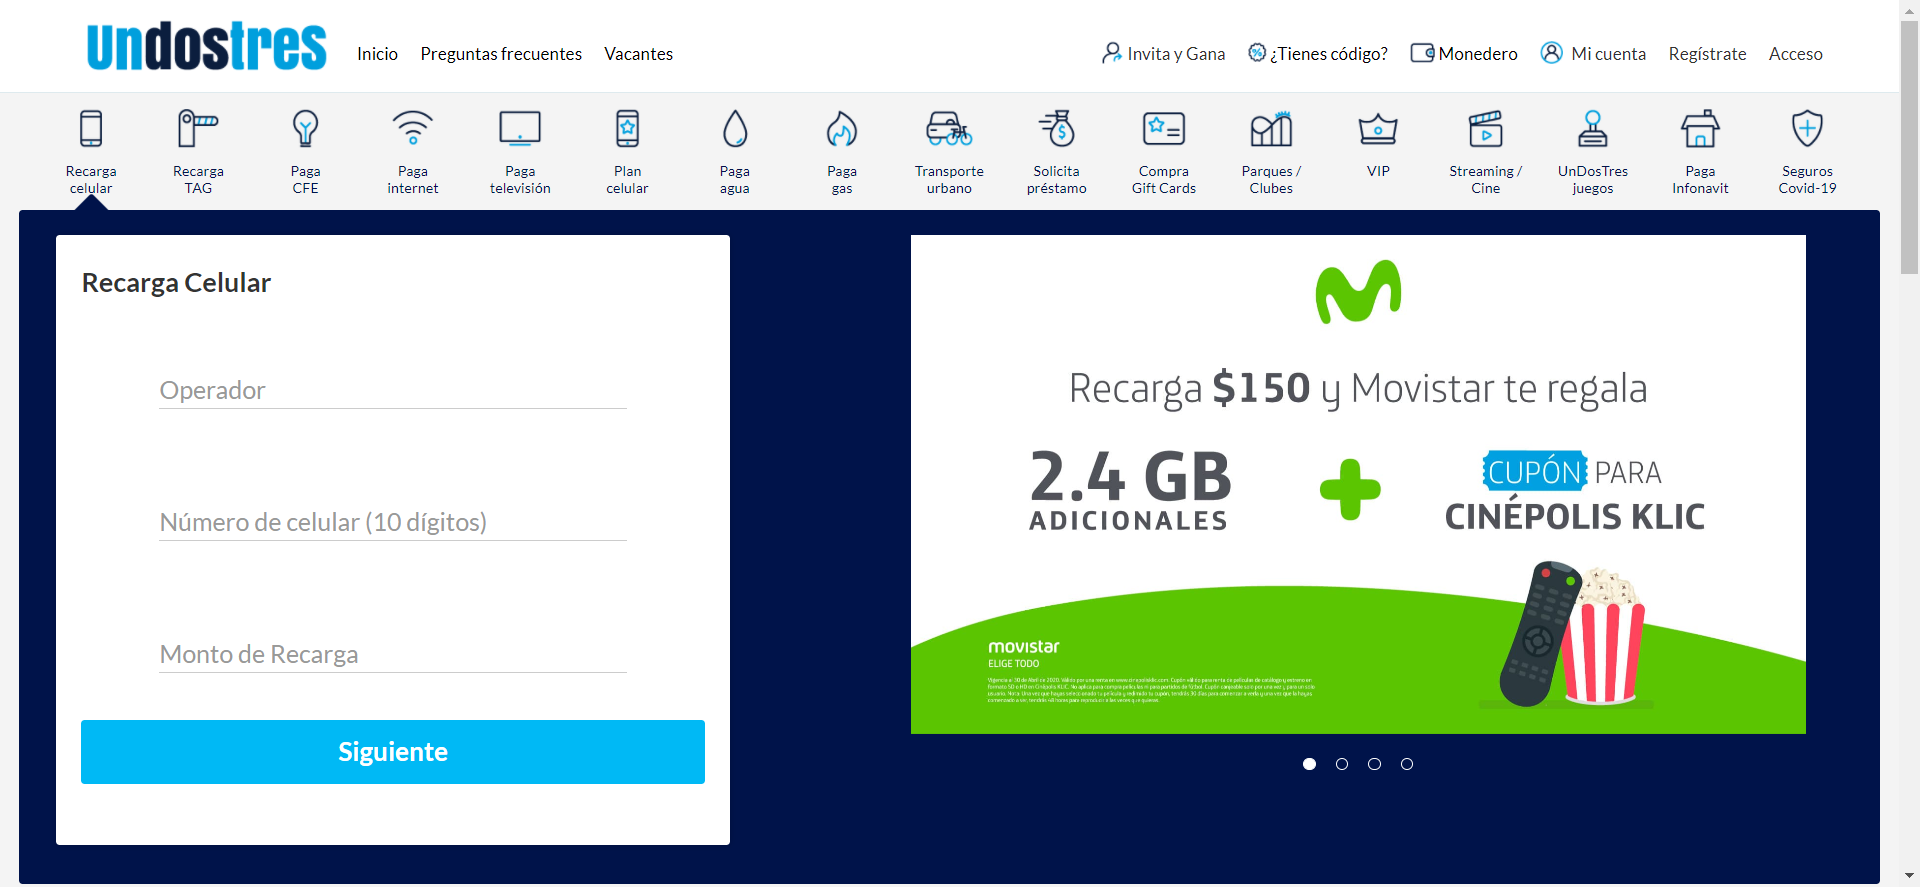 undostres
Inicio
Preguntas frecuentes
Vacantes
Invita y Gana
¿Tienes código?
Monedero
Mi cuenta
Regístrate
Acceso
Recarga
celular
Recarga
TAG
Paga
CFE
Paga
internet
Paga
televisión
Plan
celular
Paga
agua
Paga
gas
Transporte
urbano
Solicita
préstamo
Compra
Gift Cards
Parques /
Clubes
VIP
Streaming /
Cine
UnDosTres
juegos
Paga
Infonavit
Seguros
Covid-19
Recarga Celular
Operador
Número de celular (10 dígitos)
Monto de Recarga
Siguiente
Recarga $150 y Movistar te regala
2.4 GB
ADICIONALES
CUPÓN PARA
CINÉPOLIS KLIC
movistar
ELIGE TODO